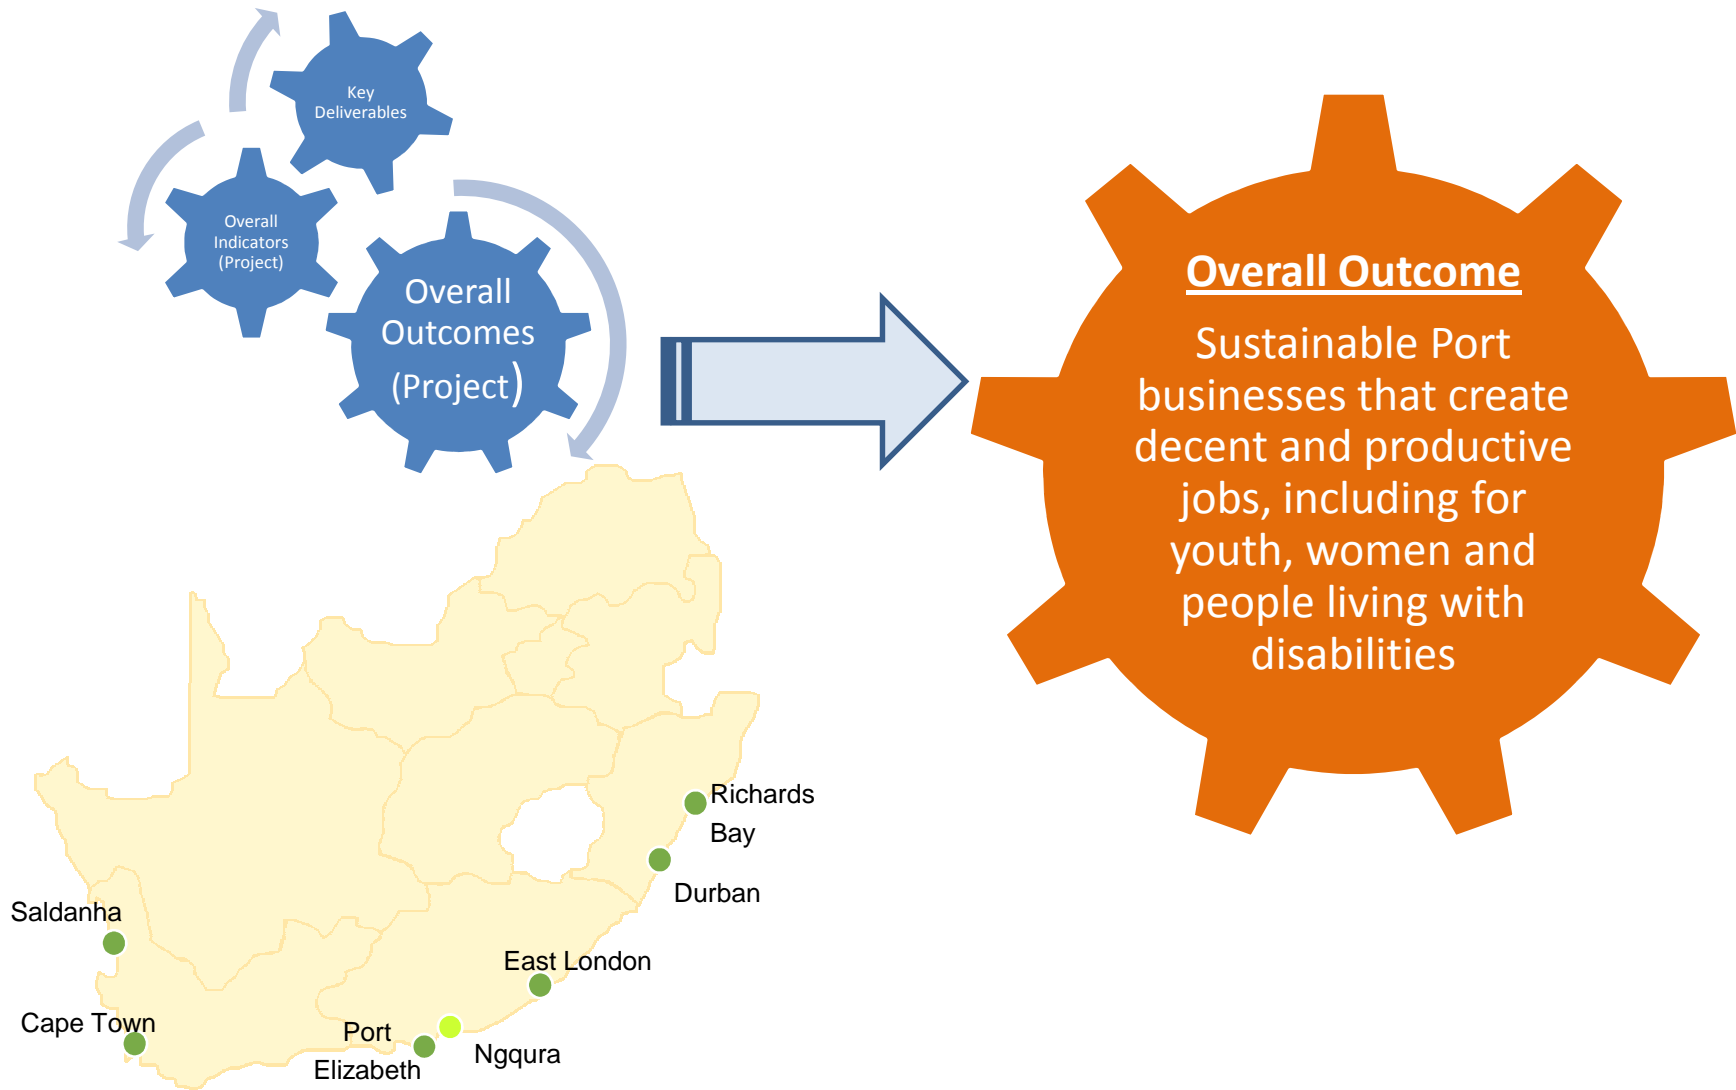 Key
Deliverables
Overall
Indicators
(Project)
Overall
Outcomes
(Project)
Overall Outcome
Sustainable Port
businesses that create
decent and productive
jobs, including for
youth, women and
people living with
disabilities
Richards
Bay
Durban
Saldanha
East London
Cape Town
Port
Elizabeth
Ngqura